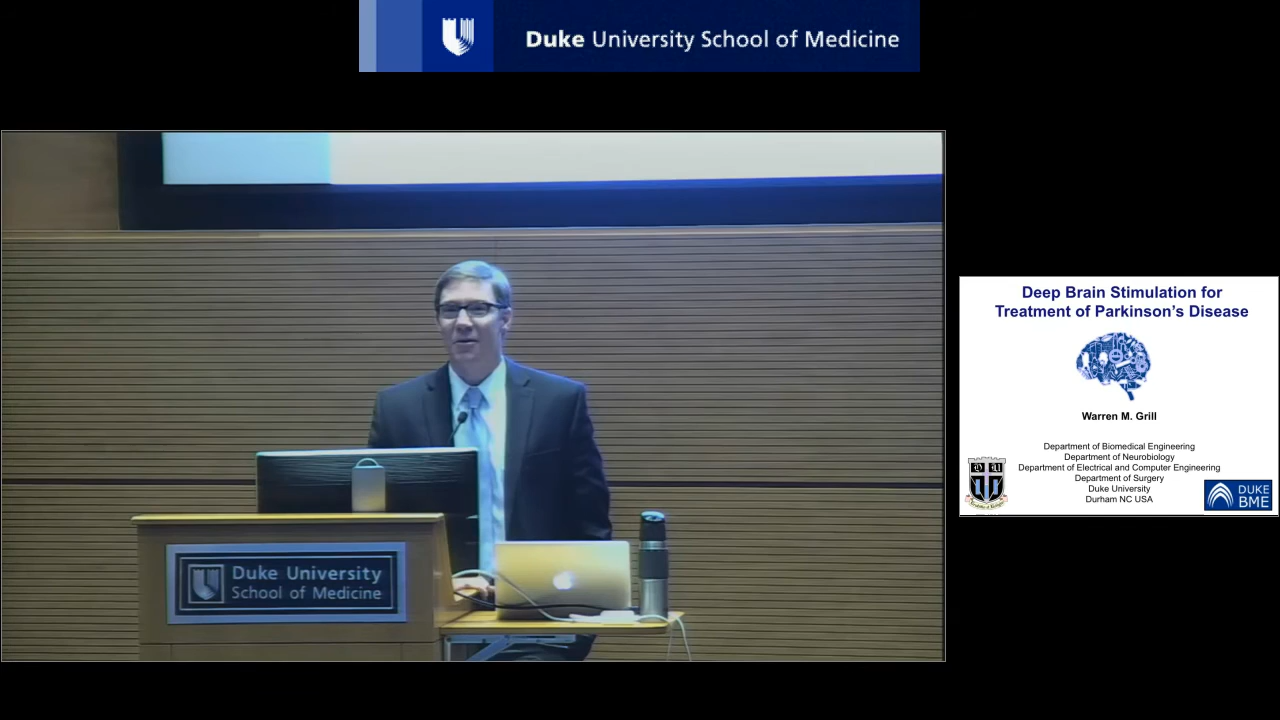 Duke University School of Medicine
Duke University
School of Medicine
Deep Brain Stimulation for
Treatment of Parkinson's Disease
Warren M. Grill
Department of Biomedical Engineering
Department of Neurobiology
Department of Electrical and Computer Engineering
Department of Surgery
Duke University
Durham NC USA
DUKE
BME